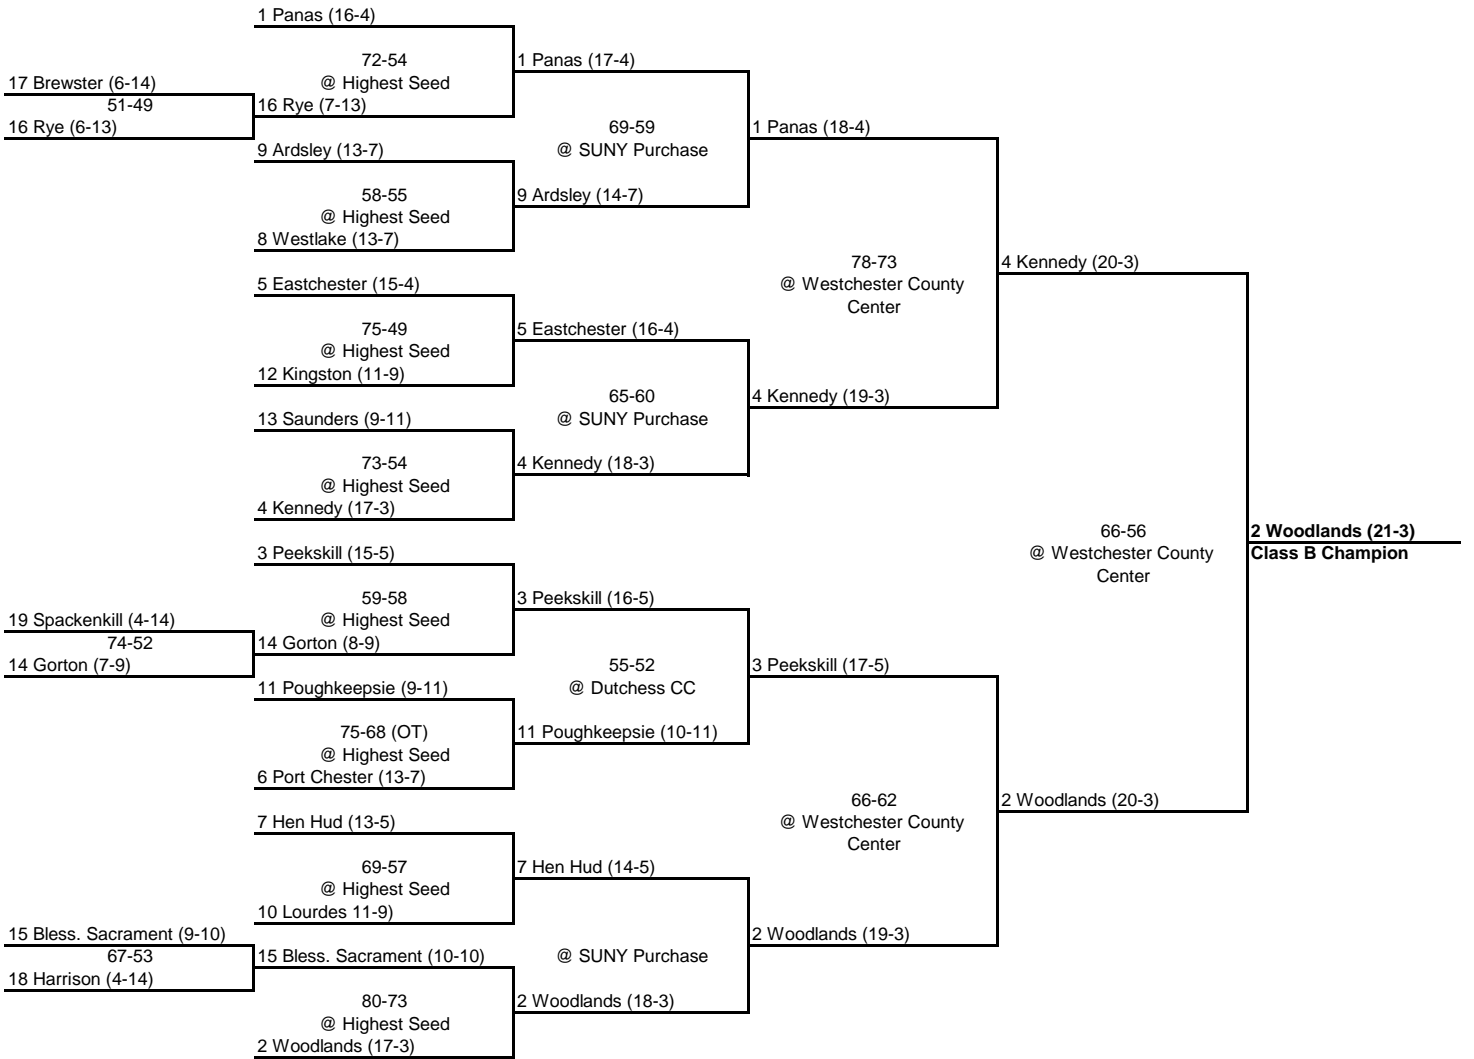 1 Panas (16-4)
72-54
@ Highest Seed
1 Panas (17-4)
17 Brewster (6-14)
51-49
16 Rye (6-13)
16 Rye (7-13)
69-59
@ SUNY Purchase
1 Panas (18-4)
9 Ardsley (13-7)
58-55
@ Highest Seed
9 Ardsley (14-7)
8 Westlake (13-7)
78-73
@ Westchester County
Center
4 Kennedy (20-3)
5 Eastchester (15-4)
75-49
@ Highest Seed
5 Eastchester (16-4)
12 Kingston (11-9)
65-60
@ SUNY Purchase
4 Kennedy (19-3)
13 Saunders (9-11)
73-54
@ Highest Seed
4 Kennedy (18-3)
4 Kennedy (17-3)
66-56
@ Westchester County
Center
2 Woodlands (21-3)
Class B Champion
3 Peekskill (15-5)
59-58
@ Highest Seed
3 Peekskill (16-5)
19 Spackenkill (4-14)
74-52
14 Gorton (7-9)
14 Gorton (8-9)
55-52
@ Dutchess CC
3 Peekskill (17-5)
11 Poughkeepsie (9-11)
75-68 (OT)
@ Highest Seed
11 Poughkeepsie (10-11)
6 Port Chester (13-7)
66-62
@ Westchester County
Center
2 Woodlands (20-3)
7 Hen Hud (13-5)
69-57
@ Highest Seed
7 Hen Hud (14-5)
10 Lourdes 11-9)
15 Bless. Sacrament (9-10)
67-53
18 Harrison (4-14)
15 Bless. Sacrament (10-10)
@ SUNY Purchase
2 Woodlands (19-3)
80-73
@ Highest Seed
2 Woodlands (18-3)
2 Woodlands (17-3)